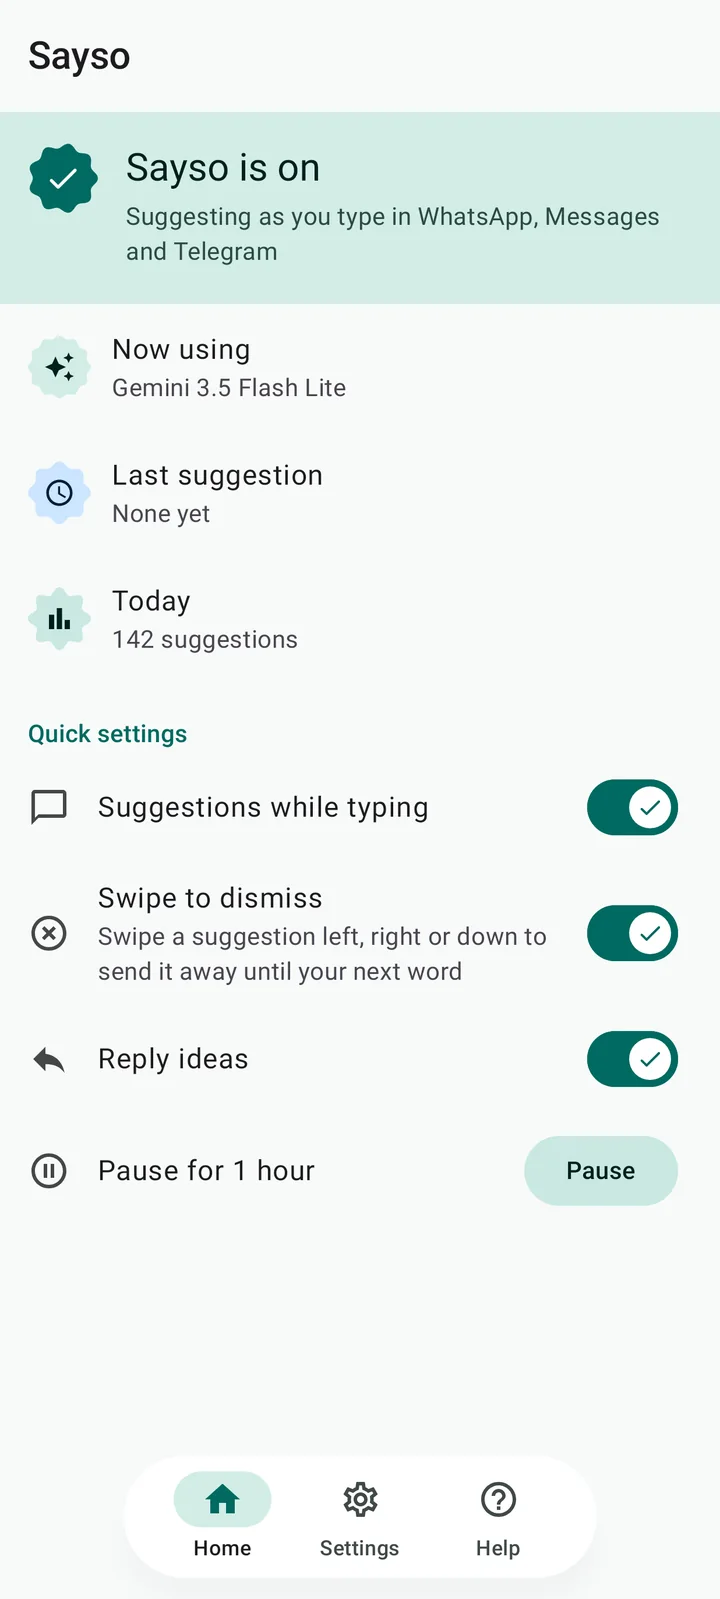 Sayso
Sayso is on
Suggesting as you type in WhatsApp, Messages
and Telegram
Now using
Gemini 3.5 Flash Lite
Last suggestion
None yet
Today
142 suggestions
Quick settings
Suggestions while typing
Swipe to dismiss
Swipe a suggestion left, right or down to
send it away until your next word
Reply ideas
Pause for 1 hour
Pause
Home
Settings
Help